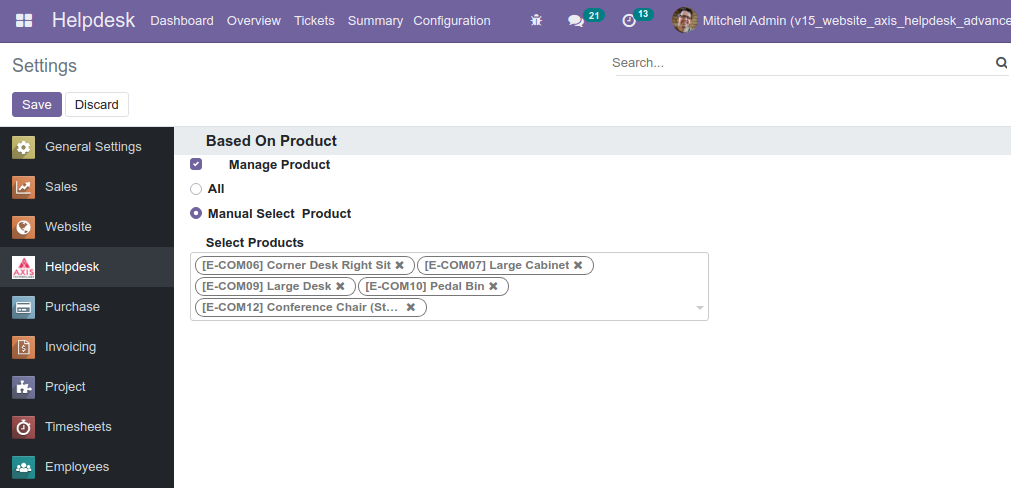 Helpdesk Dashboard Overview Tickets Summary Configuration 21 13 Mitchell Admin (v15_website_axis_helpdesk_advance
Settings
Search...
Save Discard
General Settings
Sales
Website
AXIS Helpdesk
Purchase
Invoicing
Project
Timesheets
Employees
Based On Product
Manage Product
All
Manual Select Product
Select Products
[E-COM06] Corner Desk Right Sit ✖ [E-COM07] Large Cabinet ✖
[E-COM09] Large Desk ✖ [E-COM10] Pedal Bin ✖
[E-COM12] Conference Chair (St... ✖